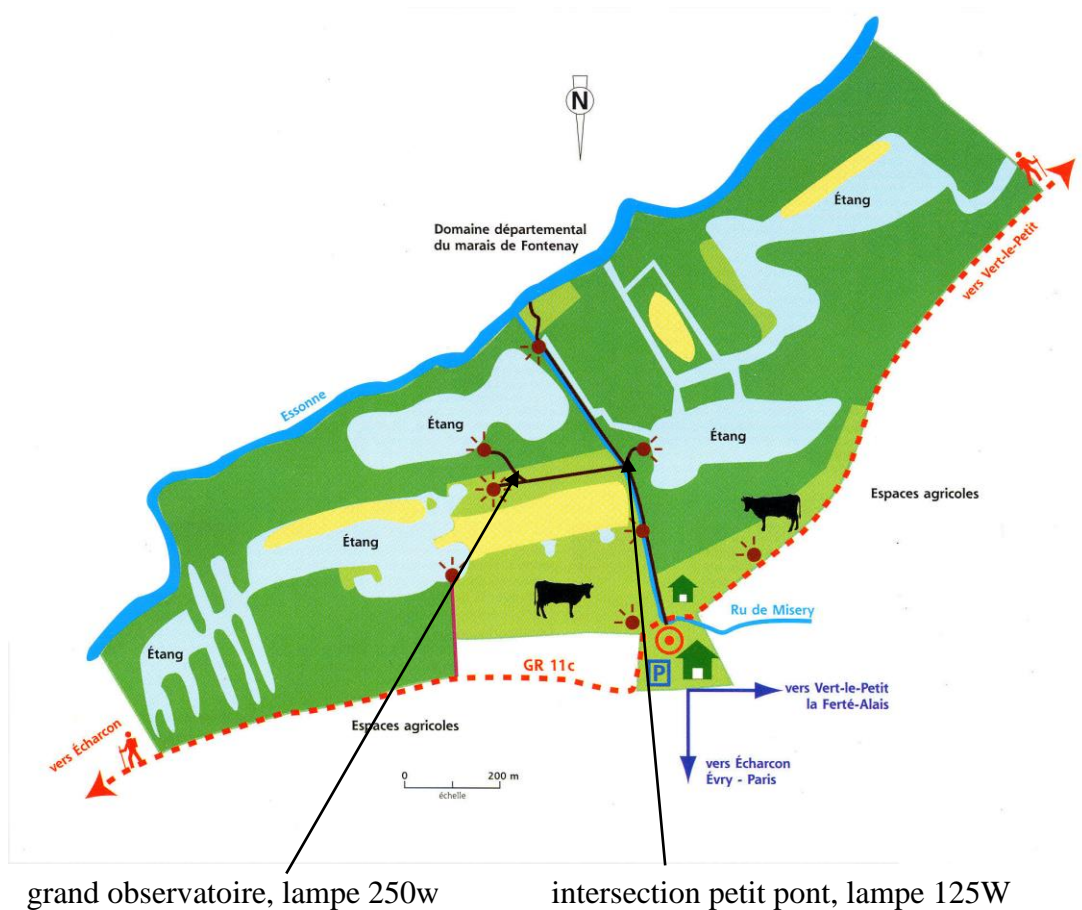 N
Étang
Domaine départemental
du marais de Fontenay
vers Vert-le-Petit
Essonne
Étang
Étang
Espaces agricoles
Étang
Ru de Misery
Étang
GR 11c
P
vers Vert-le-Petit
la Ferté-Alais
Espaces agricoles
vers Écharcon
vers Écharcon
Évry - Paris
0 200 m
échelle
grand observatoire, lampe 250w
intersection petit pont, lampe 125W